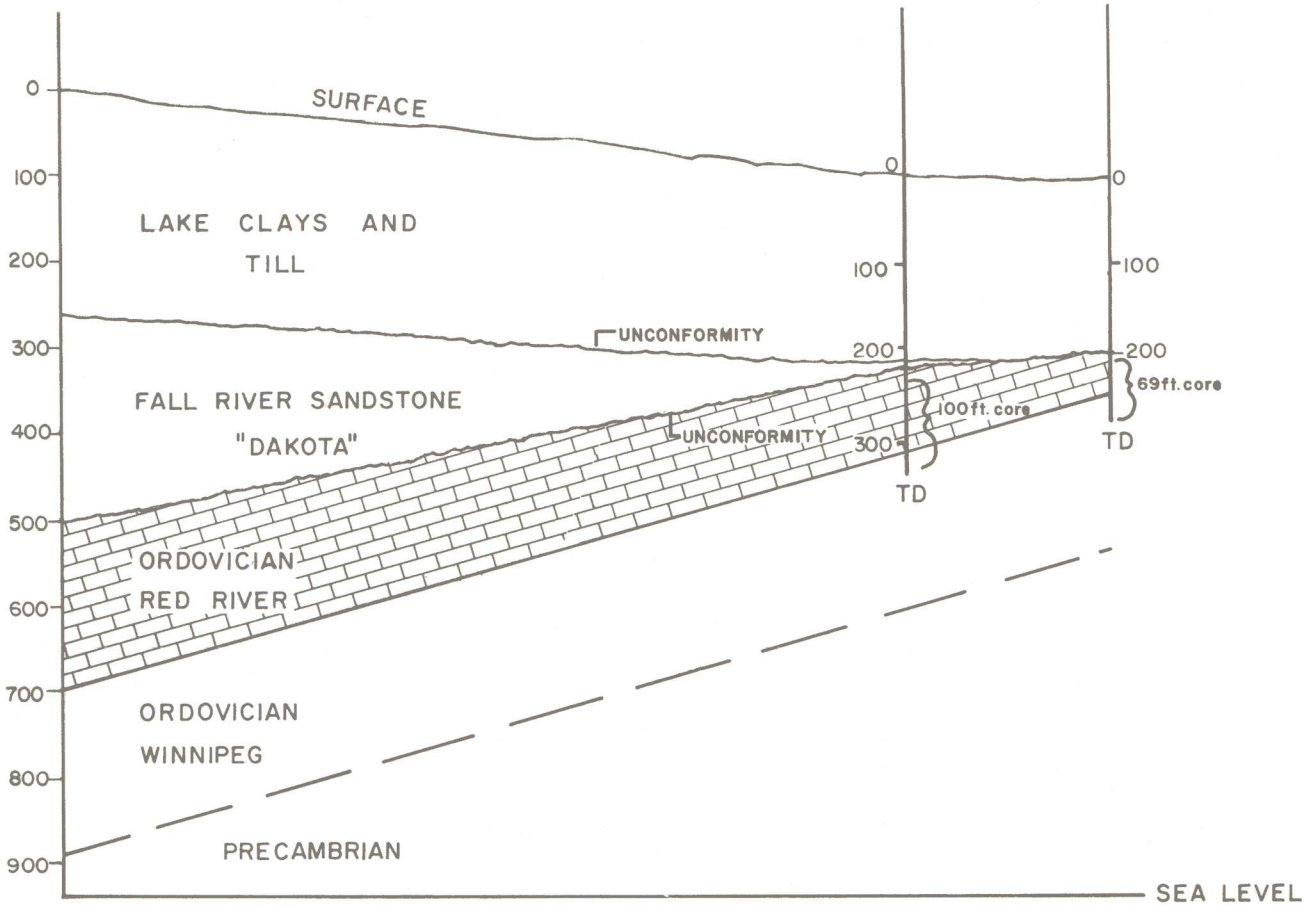 0
SURFACE
100
0
0
LAKE CLAYS AND
TILL
200
100
100
300
UNCONFORMITY
200
200
69ft. core
FALL RIVER SANDSTONE
"DAKOTA"
400
100ft. core
UNCONFORMITY
300
TD
TD
500
ORDOVICIAN
RED RIVER
600
700
ORDOVICIAN
WINNIPEG
800
PRECAMBRIAN
900
SEA LEVEL